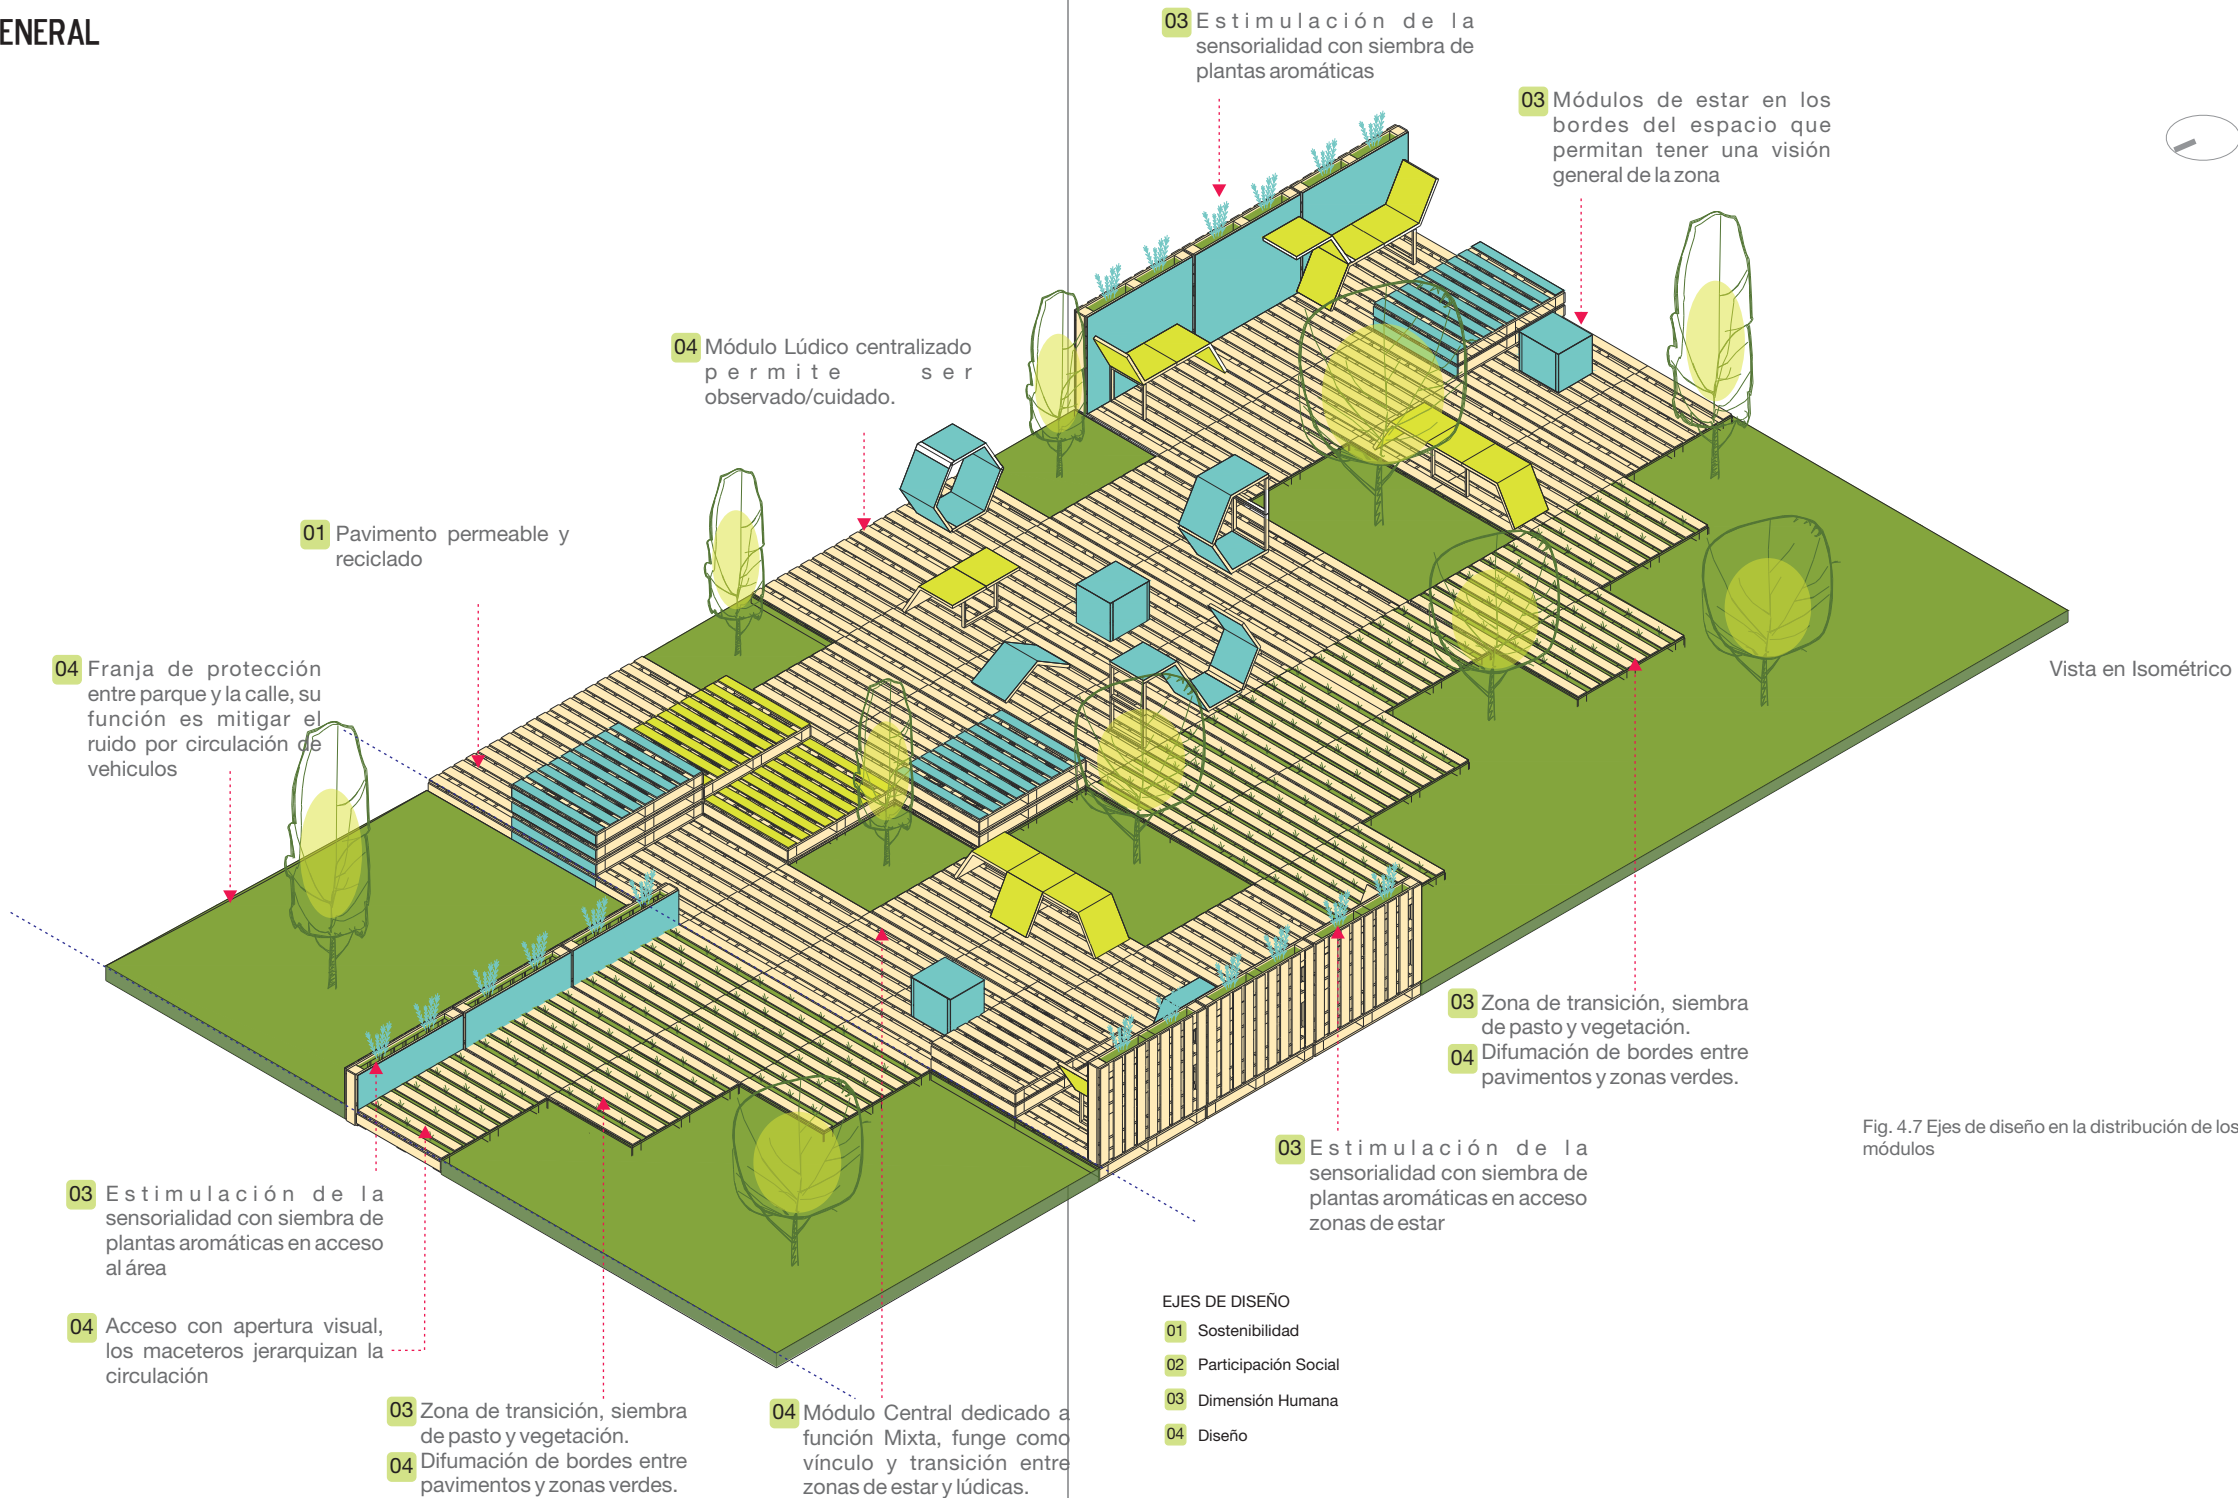 ENERAL
03 Estimulación de la
sensorialidad con siembra de
plantas aromáticas
03 Módulos de estar en los
bordes del espacio que
permitan tener una visión
general de la zona
04 Módulo Lúdico centralizado
permite ser
observado/cuidado.
01 Pavimento permeable y
reciclado
04 Franja de protección
entre parque y la calle, su
función es mitigar el
ruido por circulación de
vehiculos
Vista en Isométrico
03 Zona de transición, siembra
de pasto y vegetación.
04 Difumación de bordes entre
pavimentos y zonas verdes.
Fig. 4.7 Ejes de diseño en la distribución de los
módulos
03 Estimulación de la
sensorialidad con siembra de
plantas aromáticas en acceso
zonas de estar
03 Estimulación de la
sensorialidad con siembra de
plantas aromáticas en acceso
al área
04 Acceso con apertura visual,
los maceteros jerarquizan la
circulación
03 Zona de transición, siembra
de pasto y vegetación.
04 Difumación de bordes entre
pavimentos y zonas verdes.
04 Módulo Central dedicado a
función Mixta, funge como
vínculo y transición entre
zonas de estar y lúdicas.
EJES DE DISEÑO
01 Sostenibilidad
02 Participación Social
03 Dimensión Humana
04 Diseño